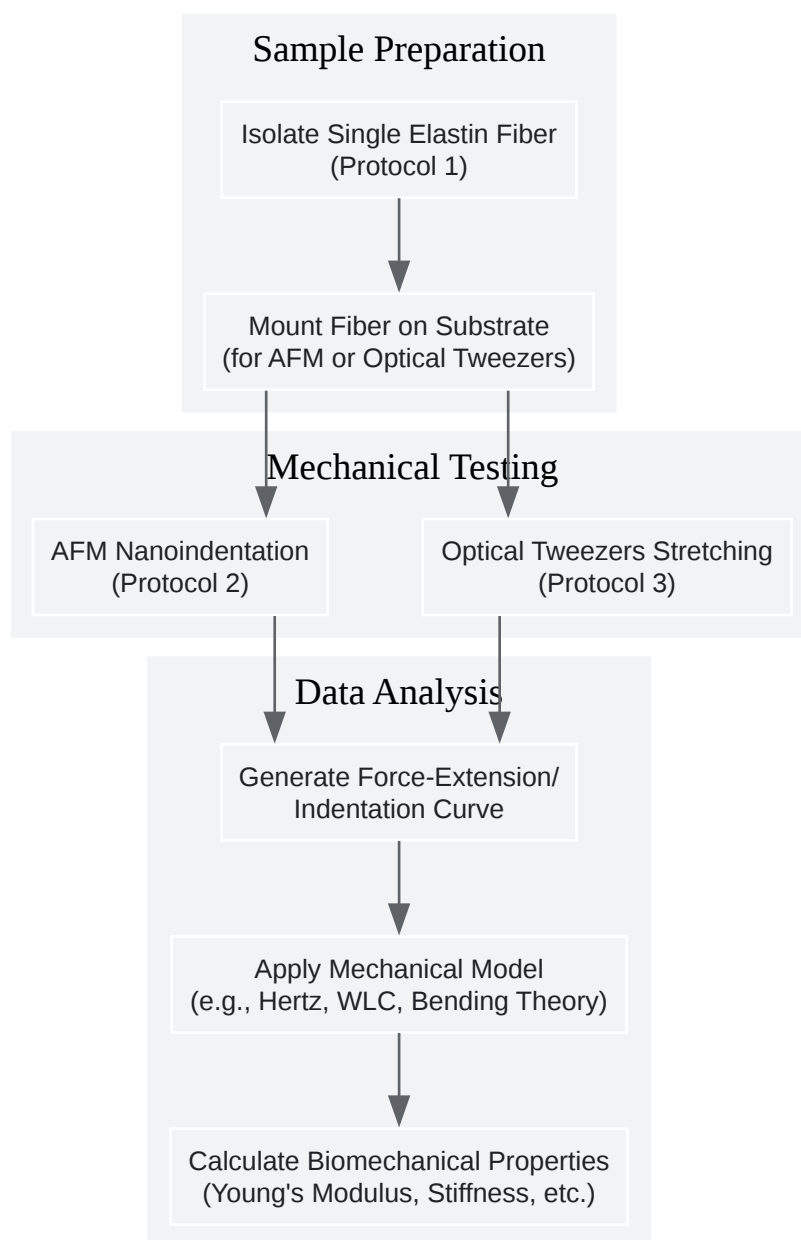 Sample Preparation
Isolate Single Elastin Fiber
(Protocol 1)
Mount Fiber on Substrate
(for AFM or Optical Tweezers)
Mechanical Testing
AFM Nanoindentation
(Protocol 2)
Optical Tweezers Stretching
(Protocol 3)
Data Analysis
Generate Force-Extension/
Indentation Curve
Apply Mechanical Model
(e.g., Hertz, WLC, Bending Theory)
Calculate Biomechanical Properties
(Young's Modulus, Stiffness, etc.)